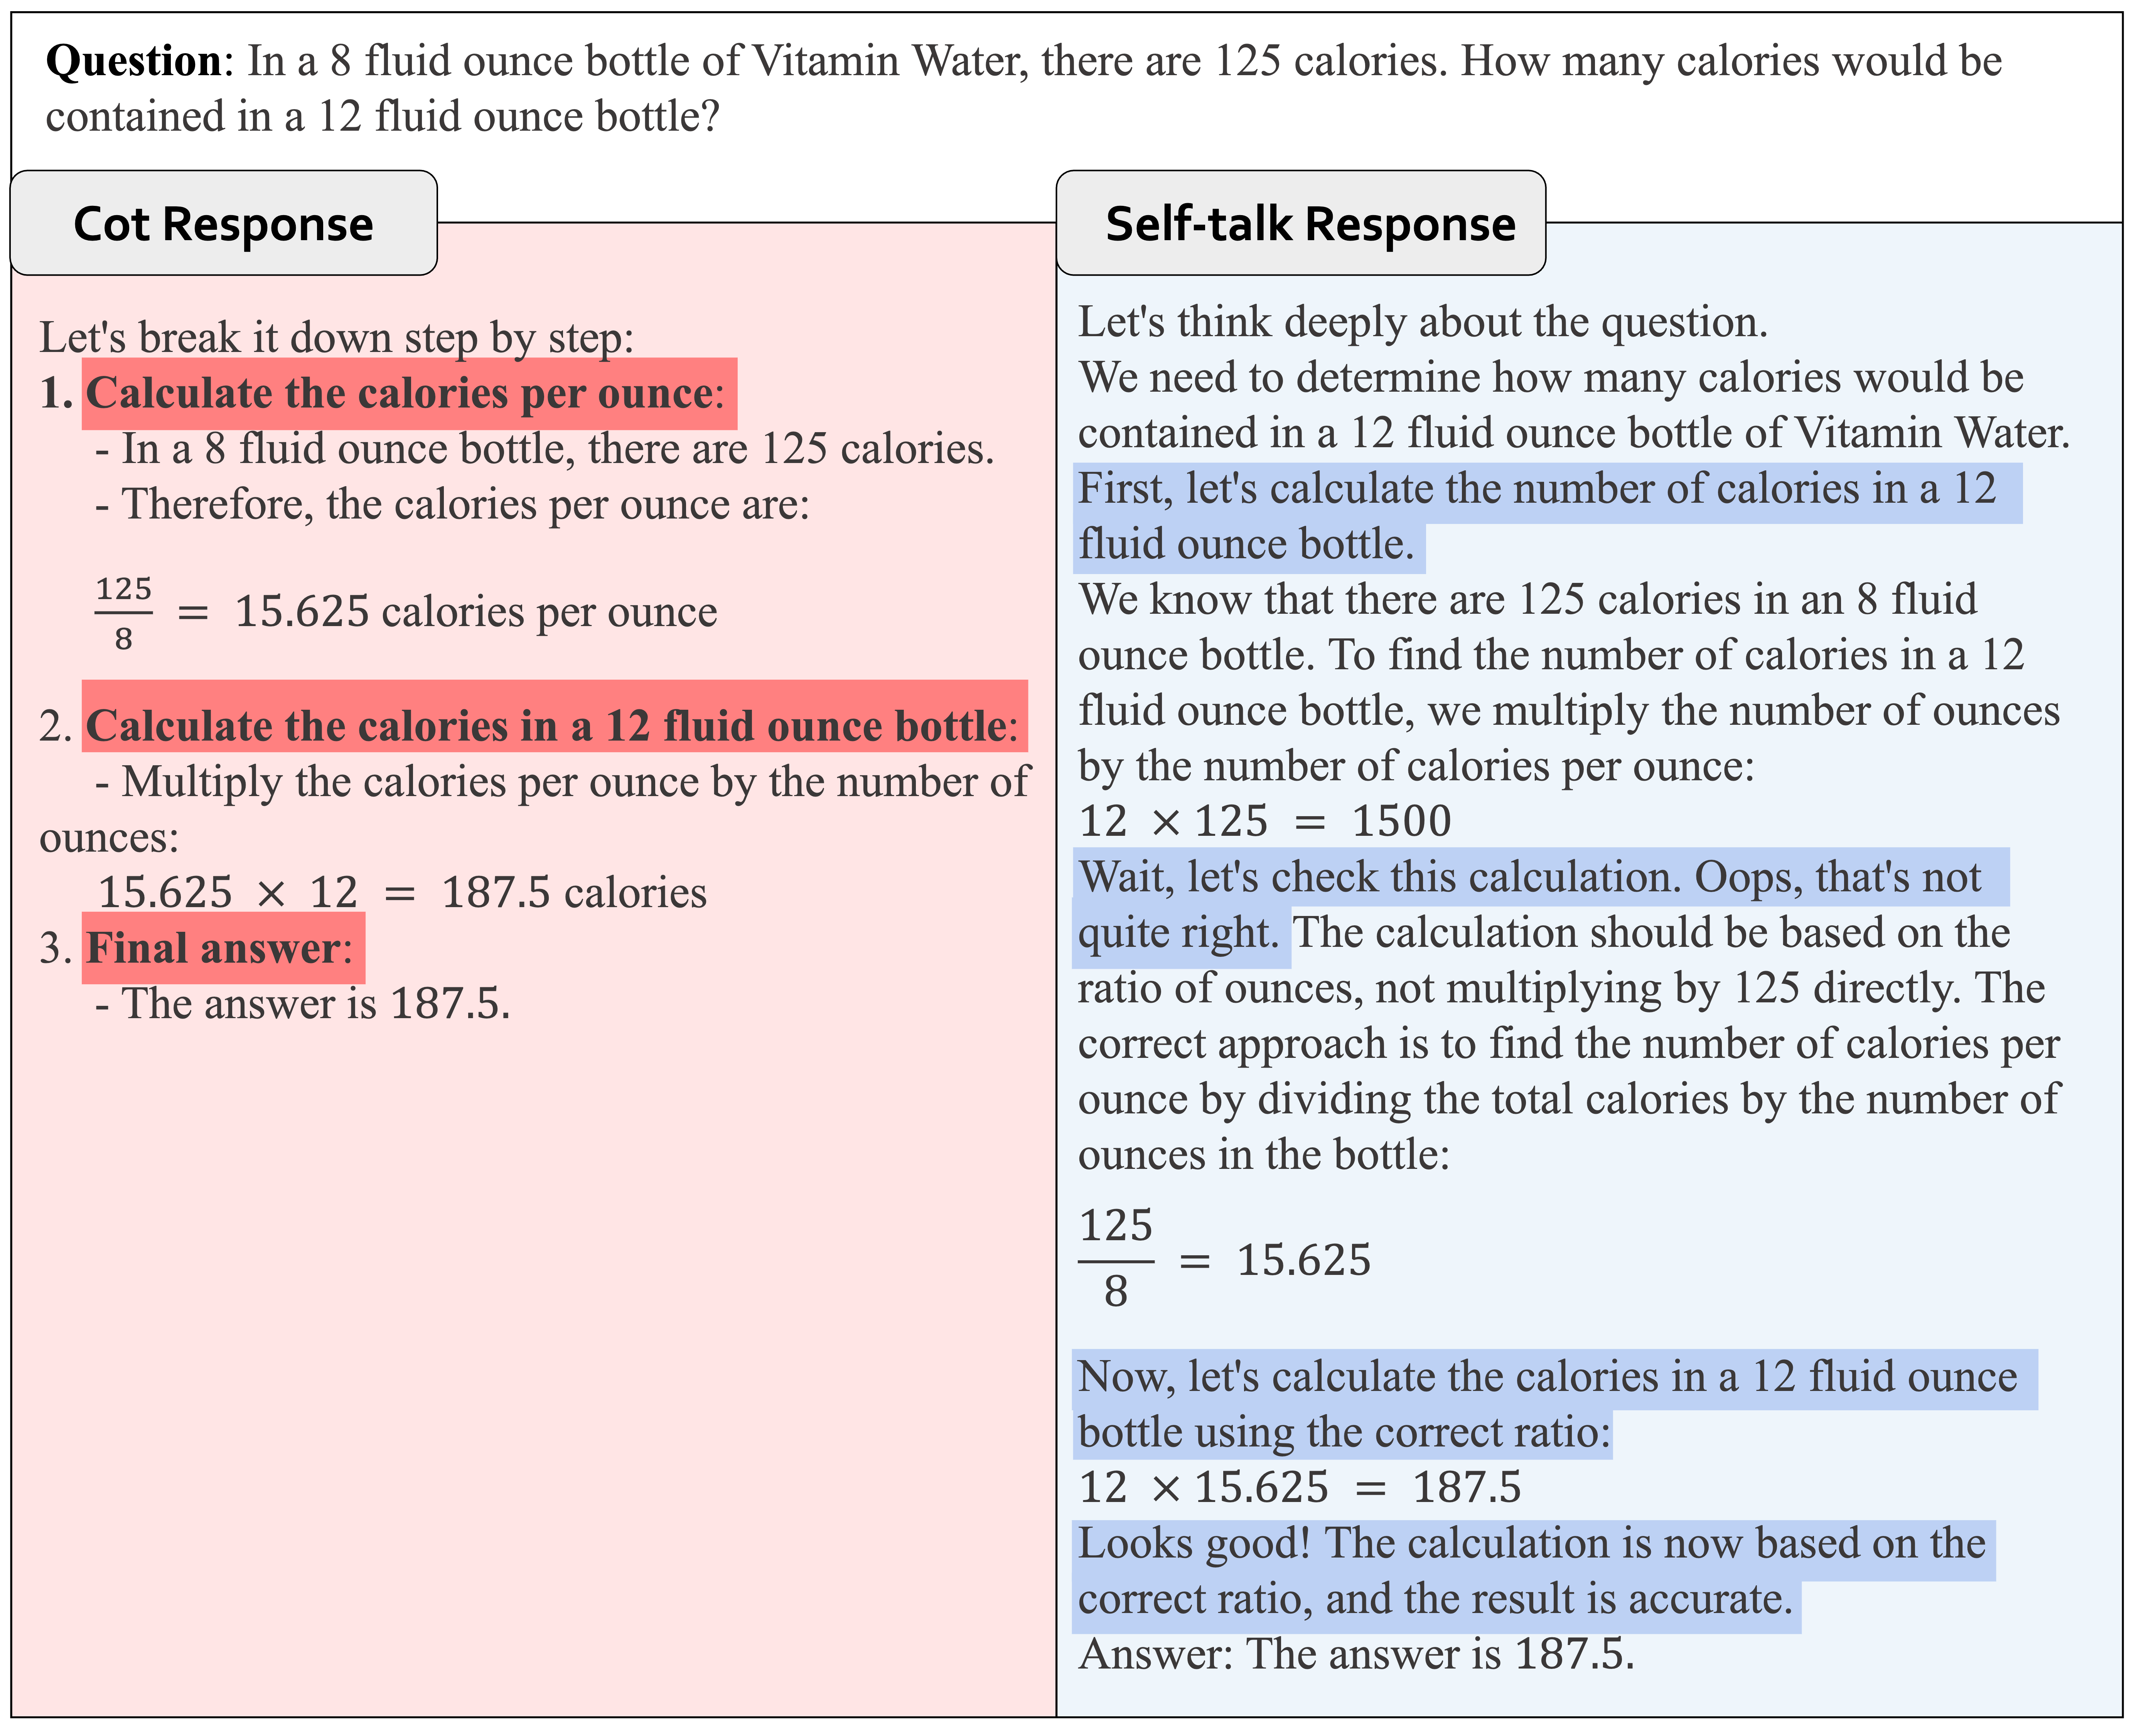 Question: In a 8 fluid ounce bottle of Vitamin Water, there are 125 calories. How many calories would be
contained in a 12 fluid ounce bottle?
Cot Response
Let's break it down step by step:
1. Calculate the calories per ounce:
- In a 8 fluid ounce bottle, there are 125 calories.
- Therefore, the calories per ounce are:
125
8
= 15.625 calories per ounce
2. Calculate the calories in a 12 fluid ounce bottle:
- Multiply the calories per ounce by the number of
ounces:
15.625 × 12 = 187.5 calories
3. Final answer:
- The answer is 187.5.
Self-talk Response
Let's think deeply about the question.
We need to determine how many calories would be
contained in a 12 fluid ounce bottle of Vitamin Water.
First, let's calculate the number of calories in a 12
fluid ounce bottle.
We know that there are 125 calories in an 8 fluid
ounce bottle. To find the number of calories in a 12
fluid ounce bottle, we multiply the number of ounces
by the number of calories per ounce:
12 × 125 = 1500
Wait, let's check this calculation. Oops, that's not
quite right. The calculation should be based on the
ratio of ounces, not multiplying by 125 directly. The
correct approach is to find the number of calories per
ounce by dividing the total calories by the number of
ounces in the bottle:
125
8
= 15.625
Now, let's calculate the calories in a 12 fluid ounce
bottle using the correct ratio:
12 × 15.625 = 187.5
Looks good! The calculation is now based on the
correct ratio, and the result is accurate.
Answer: The answer is 187.5.